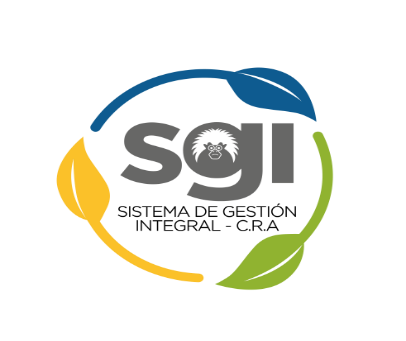 sgi
SISTEMA DE GESTIÓN
INTEGRAL - C.R.A